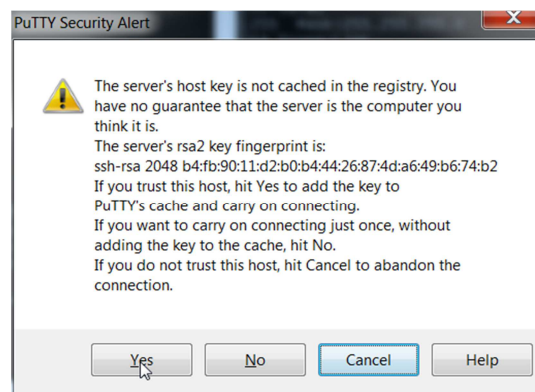 PuTTY Security Alert
The server's host key is not cached in the registry. You
have no guarantee that the server is the computer you
think it is.
The server's rsa2 key fingerprint is:
ssh-rsa 2048 b4:fb:90:11:d2:b0:b4:44:26:87:4d:a6:49:b6:74:b2
If you trust this host, hit Yes to add the key to
PuTTY's cache and carry on connecting.
If you want to carry on connecting just once, without
adding the key to the cache, hit No.
If you do not trust this host, hit Cancel to abandon the
connection.
Yes No Cancel Help